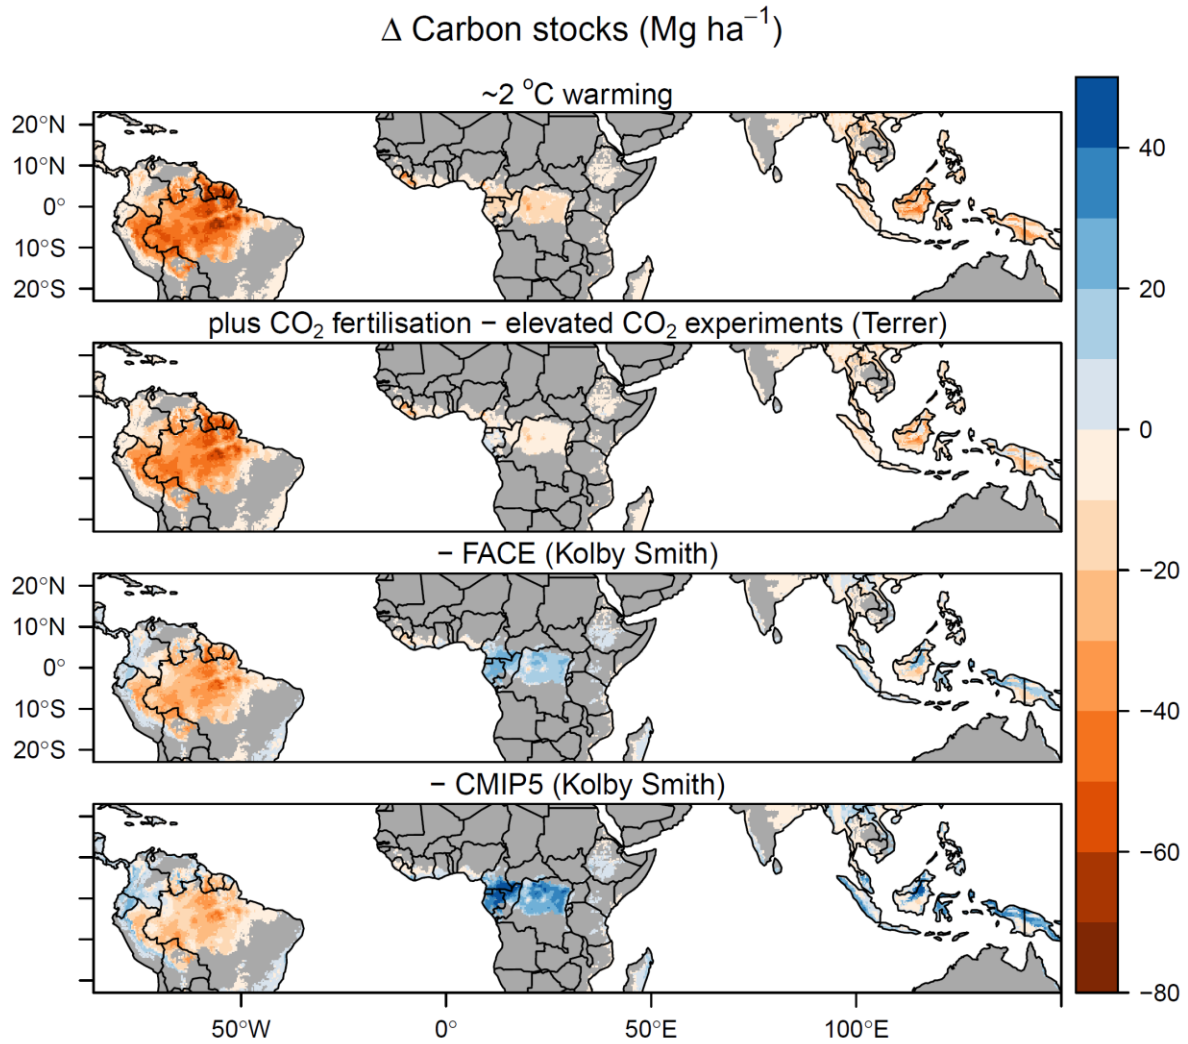 Δ Carbon stocks (Mg ha⁻¹)
~2 °C warming
20°N
10°N
0°
10°S
20°S
plus CO₂ fertilisation − elevated CO₂ experiments (Terrer)
− FACE (Kolby Smith)
20°N
10°N
0°
10°S
20°S
− CMIP5 (Kolby Smith)
50°W 0° 50°E 100°E
40
20
0
−20
−40
−60
−80